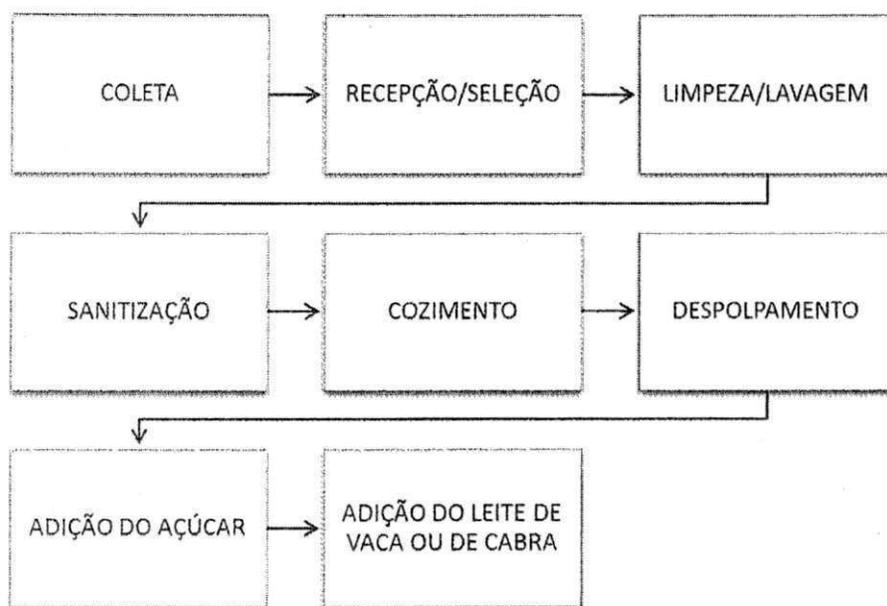 COLETA
RECEPÇÃO/SELEÇÃO
LIMPEZA/LAVAGEM
SANITIZAÇÃO
COZIMENTO
DESPOLPAMENTO
ADIÇÃO DO AÇÚCAR
ADIÇÃO DO LEITE DE
VACA OU DE CABRA